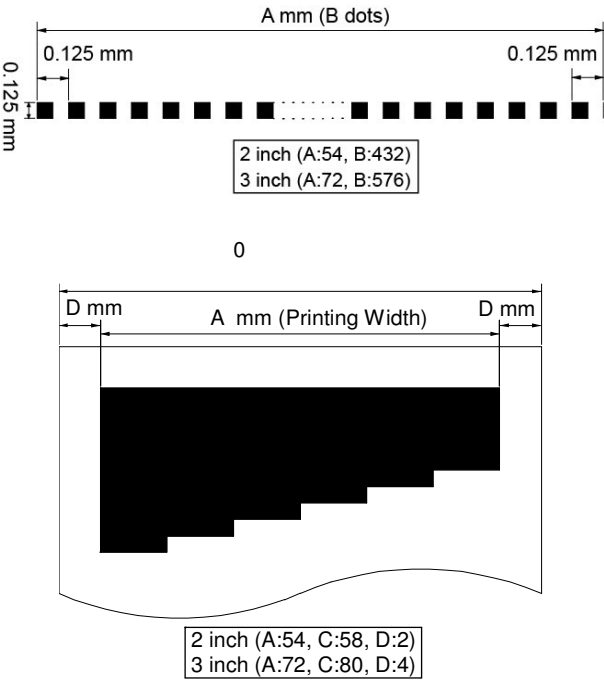 A mm (B dots)
0.125 mm
0.125 mm
0.125 mm
2 inch (A:54, B:432)
3 inch (A:72, B:576)
0
D mm
A mm (Printing Width)
D mm
2 inch (A:54, C:58, D:2)
3 inch (A:72, C:80, D:4)